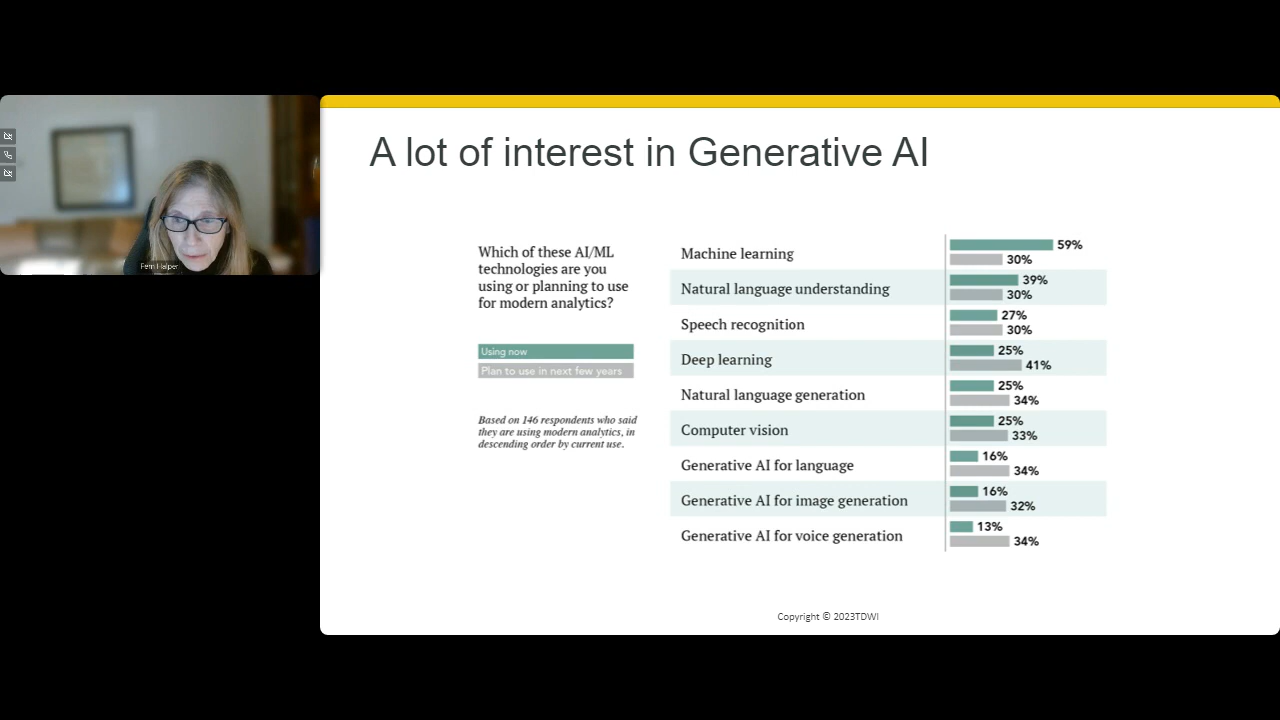 Fern Halper
A lot of interest in Generative AI
Which of these AI/ML
technologies are you
using or planning to use
for modern analytics?
Using now
Plan to use in next few years
Based on 146 respondents who said
they are using modern analytics, in
descending order by current use.
Machine learning
59%
30%
Natural language understanding
39%
30%
Speech recognition
27%
30%
Deep learning
25%
41%
Natural language generation
25%
34%
Computer vision
25%
33%
Generative AI for language
16%
34%
Generative AI for image generation
16%
32%
Generative AI for voice generation
13%
34%
Copyright © 2023TDWI